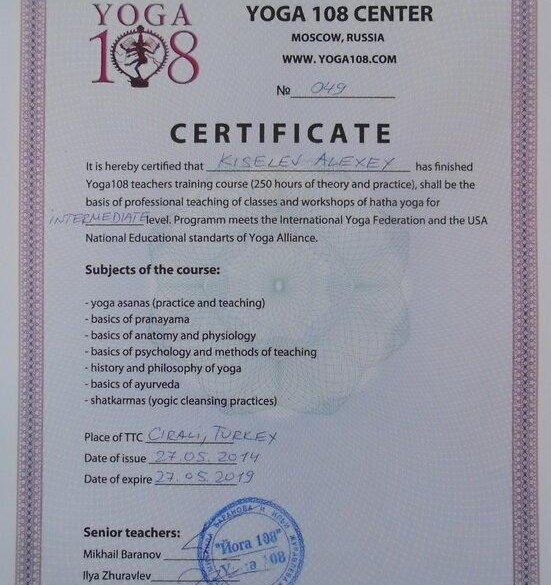 YOGA
108
YOGA 108 CENTER
MOSCOW, RUSSIA
WWW.YOGA108.COM
№ 049
CERTIFICATE
It is hereby certified that KISELEV ALEXEY has finished
Yoga108 teachers training course (250 hours of theory and practice), shall be the
basis of professional teaching of classes and workshops of hatha yoga for
INTERMEDIATE level. Programm meets the International Yoga Federation and the USA
National Educational standarts of Yoga Alliance.
Subjects of the course:
- yoga asanas (practice and teaching)
- basics of pranayama
- basics of anatomy and physiology
- basics of psychology and methods of teaching
- history and philosophy of yoga
- basics of ayurveda
- shatkarmas (yogic cleansing practices)
Place of TTC CIRALI, TURKEY
Date of issue 27.05.2014
Date of expire 27.05.2019
Senior teachers:
Mikhail Baranov
Ilya Zhuravlev
БАРАНОВА И ИЛЬИ ЖУРАВЛЕВА
"Йога 108"
108